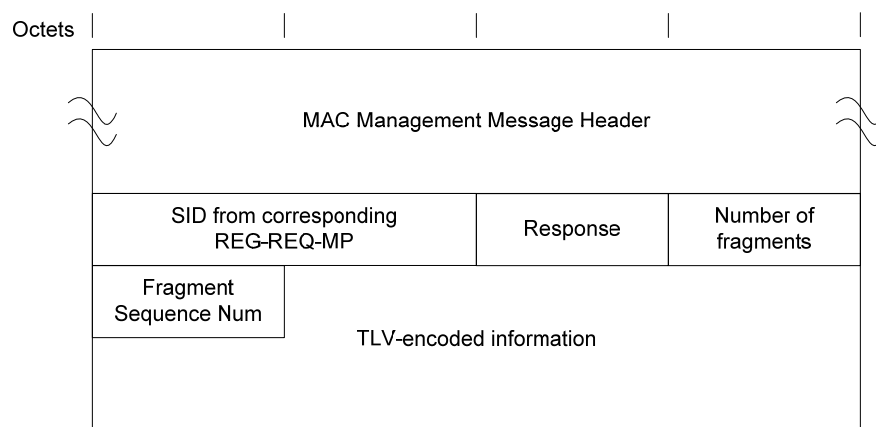 Octets
MAC Management Message Header
SID from corresponding
REG-REQ-MP
Response
Number of
fragments
Fragment
Sequence Num
TLV-encoded information